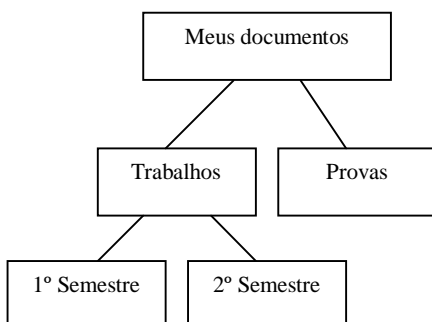 Meus documentos
Trabalhos
Provas
1º Semestre
2º Semestre